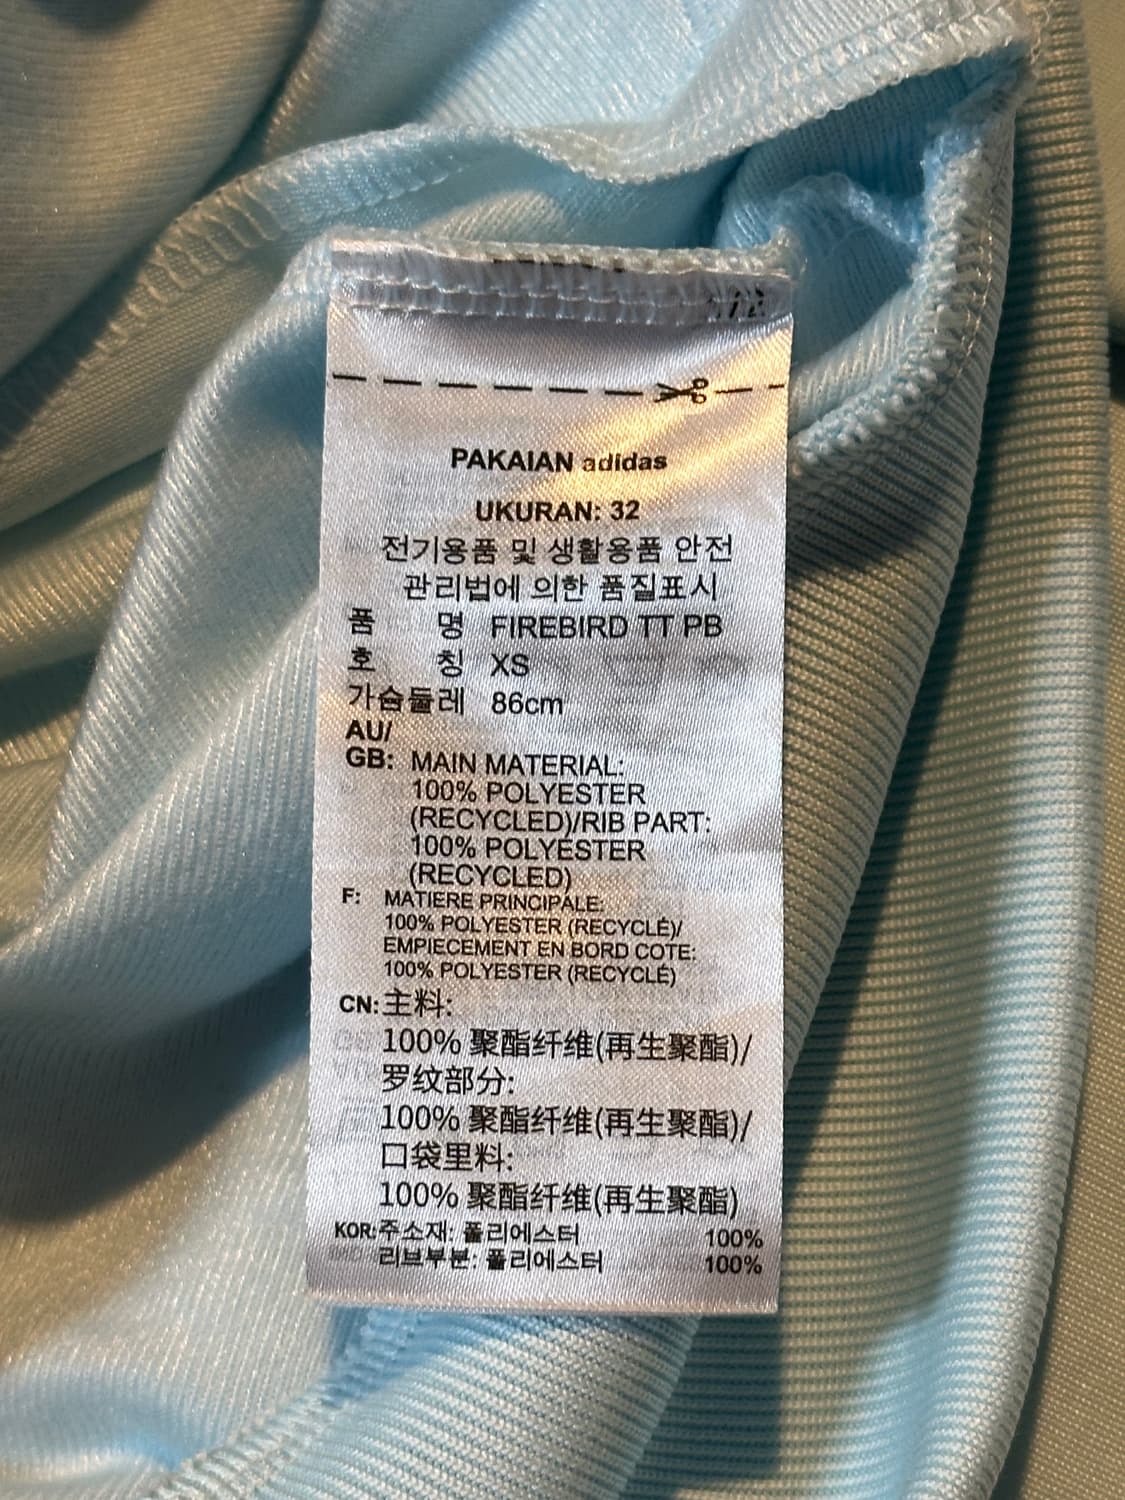 PAKAIAN adidas
UKURAN: 32
전기용품 및 생활용품 안전
관리법에 의한 품질표시
품 명 FIREBIRD TT PB
호 칭 XS
가슴둘레 86cm
AU/
GB: MAIN MATERIAL:
100% POLYESTER
(RECYCLED)/RIB PART:
100% POLYESTER
(RECYCLED)
F: MATIERE PRINCIPALE:
100% POLYESTER (RECYCLÉ)/
EMPIECEMENT EN BORD COTE:
100% POLYESTER (RECYCLÉ)
CN: 主料:
100% 聚酯纤维(再生聚酯)/
罗纹部分:
100% 聚酯纤维(再生聚酯)/
口袋里料:
100% 聚酯纤维(再生聚酯)
KOR: 주소재: 폴리에스터 100%
리브부분: 폴리에스터 100%